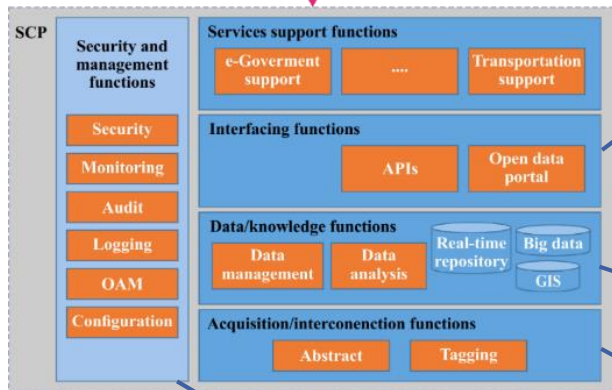 SCP
Security and
management
functions
Security
Monitoring
Audit
Logging
OAM
Configuration
Services support functions
e-Goverment
support
....
Transportation
support
Interfacing functions
APIs
Open data
portal
Data/knowledge functions
Data
management
Data
analysis
Real-time
repository
Big data
GIS
Acquisition/interconenction functions
Abstract
Tagging